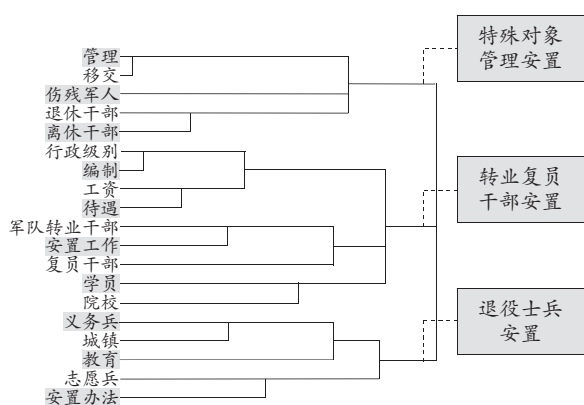 管理
移交
伤残军人
退休干部
离休干部
行政级别
编制
工资
待遇
军队转业干部
安置工作
复员干部
学员
院校
义务兵
城镇
教育
志愿兵
安置办法
特殊对象
管理安置
转业复员
干部安置
退役士兵
安置